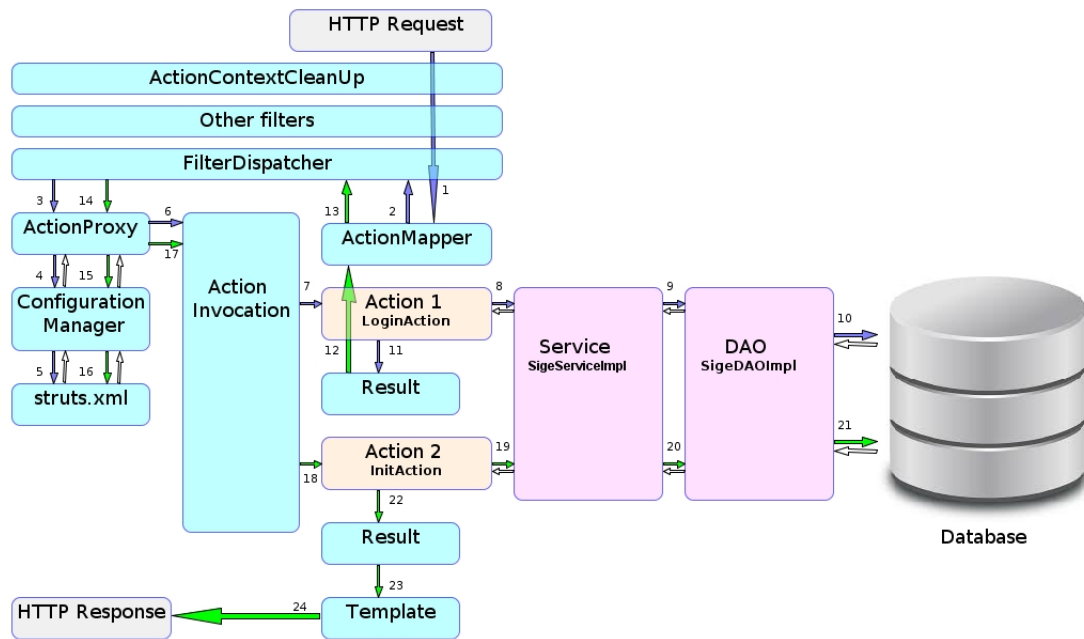 HTTP Request
ActionContextCleanUp
Other filters
FilterDispatcher
3
14
13
2
1
ActionProxy
6
17
ActionMapper
4
15
Configuration
Manager
Action
Invocation
7
Action 1
LoginAction
8
9
10
12
11
Service
SigeServiceImpl
DAO
SigeDAOImpl
5
16
struts.xml
Result
21
Action 2
InitAction
18
19
20
22
Result
Database
23
HTTP Response
24
Template